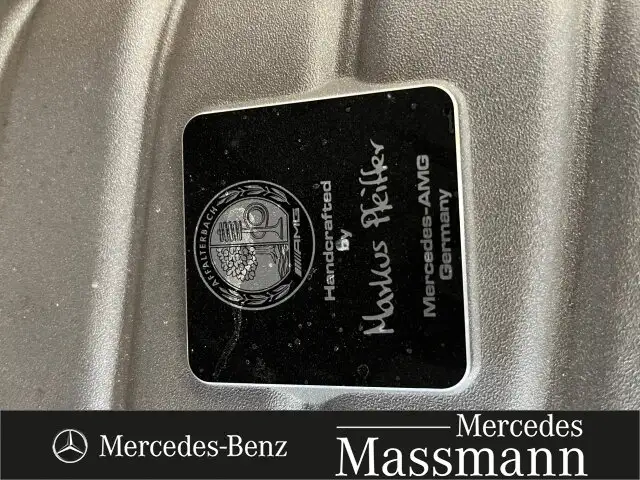 AFFALTERBACH
AMG
Handcrafted
by
Markus Pfeiffer
Mercedes-AMG
Germany
Mercedes-Benz
Mercedes
Massmann